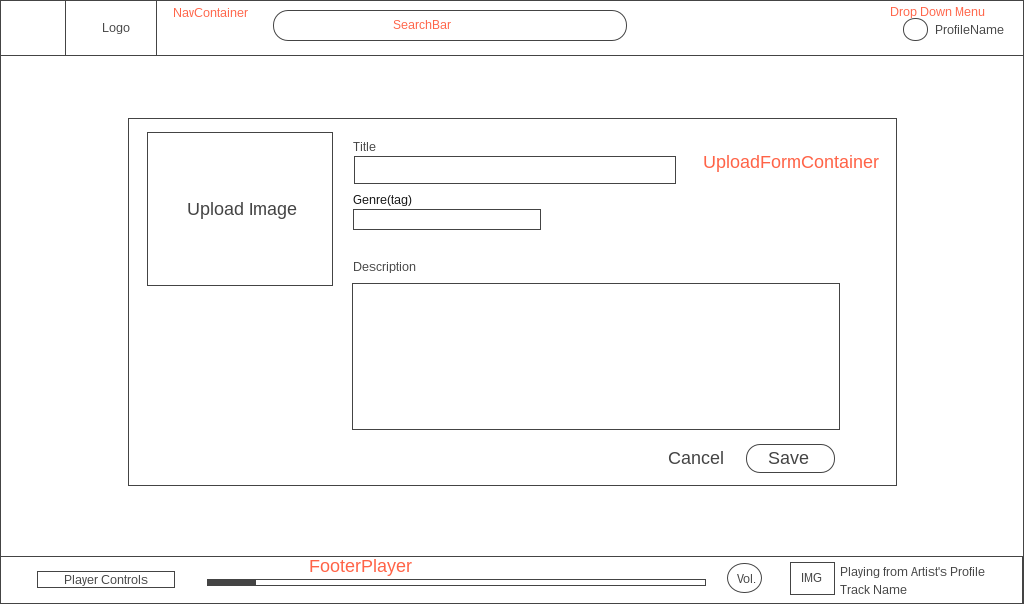 Logo
NavContainer
SearchBar
Drop Down Menu
ProfileName
Upload Image
Title
UploadFormContainer
Genre(tag)
Description
Cancel
Save
FooterPlayer
Player Controls
Vol.
IMG
Playing from Artist's Profile
Track Name